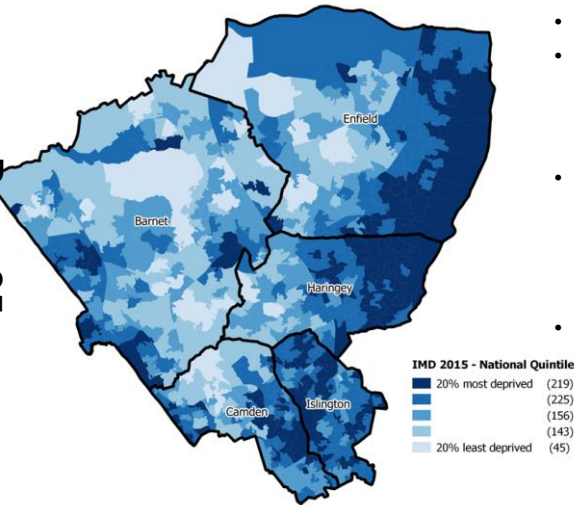 Enfield
Barnet
Haringey
Camden
Islington
IMD 2015 - National Quintile
20% most deprived (219)
(225)
(156)
(143)
20% least deprived (45)